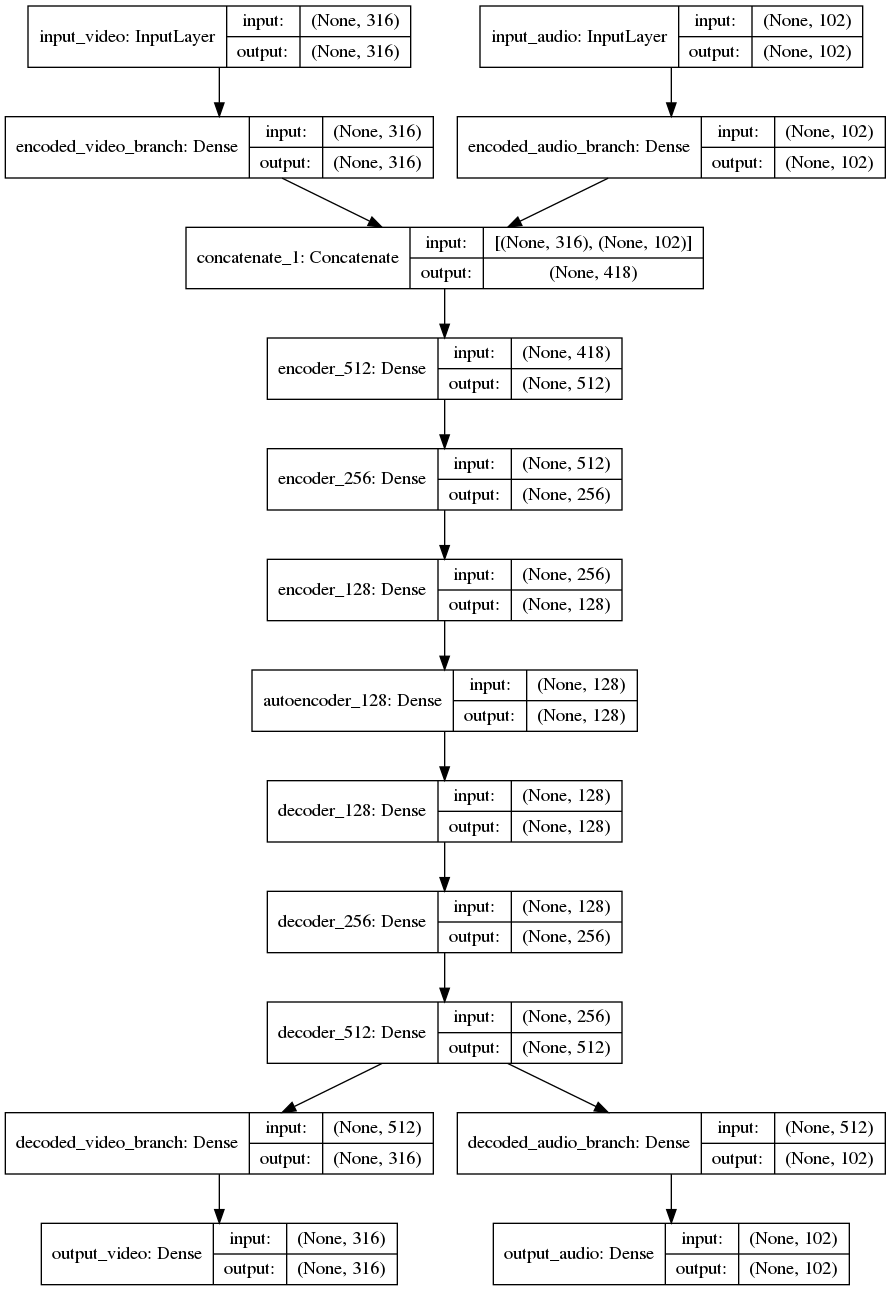 input_video: InputLayer
input: (None, 316)
output: (None, 316)
input_audio: InputLayer
input: (None, 102)
output: (None, 102)
encoded_video_branch: Dense
input: (None, 316)
output: (None, 316)
encoded_audio_branch: Dense
input: (None, 102)
output: (None, 102)
concatenate_1: Concatenate
input: [(None, 316), (None, 102)]
output: (None, 418)
encoder_512: Dense
input: (None, 418)
output: (None, 512)
encoder_256: Dense
input: (None, 512)
output: (None, 256)
encoder_128: Dense
input: (None, 256)
output: (None, 128)
autoencoder_128: Dense
input: (None, 128)
output: (None, 128)
decoder_128: Dense
input: (None, 128)
output: (None, 128)
decoder_256: Dense
input: (None, 128)
output: (None, 256)
decoder_512: Dense
input: (None, 256)
output: (None, 512)
decoded_video_branch: Dense
input: (None, 512)
output: (None, 316)
decoded_audio_branch: Dense
input: (None, 512)
output: (None, 102)
output_video: Dense
input: (None, 316)
output: (None, 316)
output_audio: Dense
input: (None, 102)
output: (None, 102)